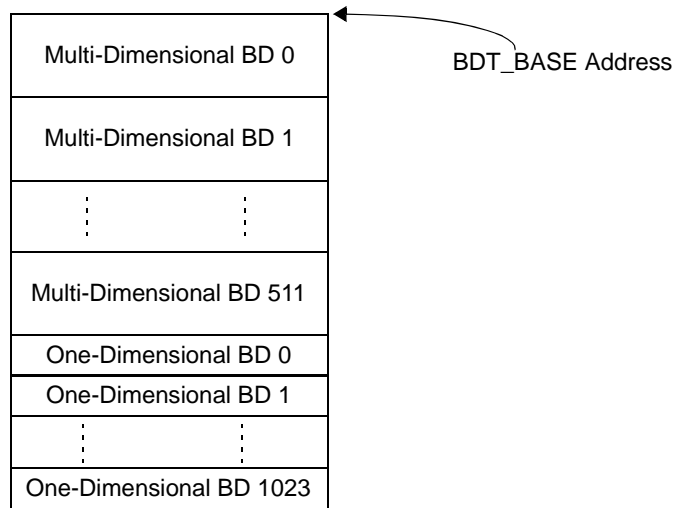 Multi-Dimensional BD 0
BDT_BASE Address
Multi-Dimensional BD 1
Multi-Dimensional BD 511
One-Dimensional BD 0
One-Dimensional BD 1
One-Dimensional BD 1023